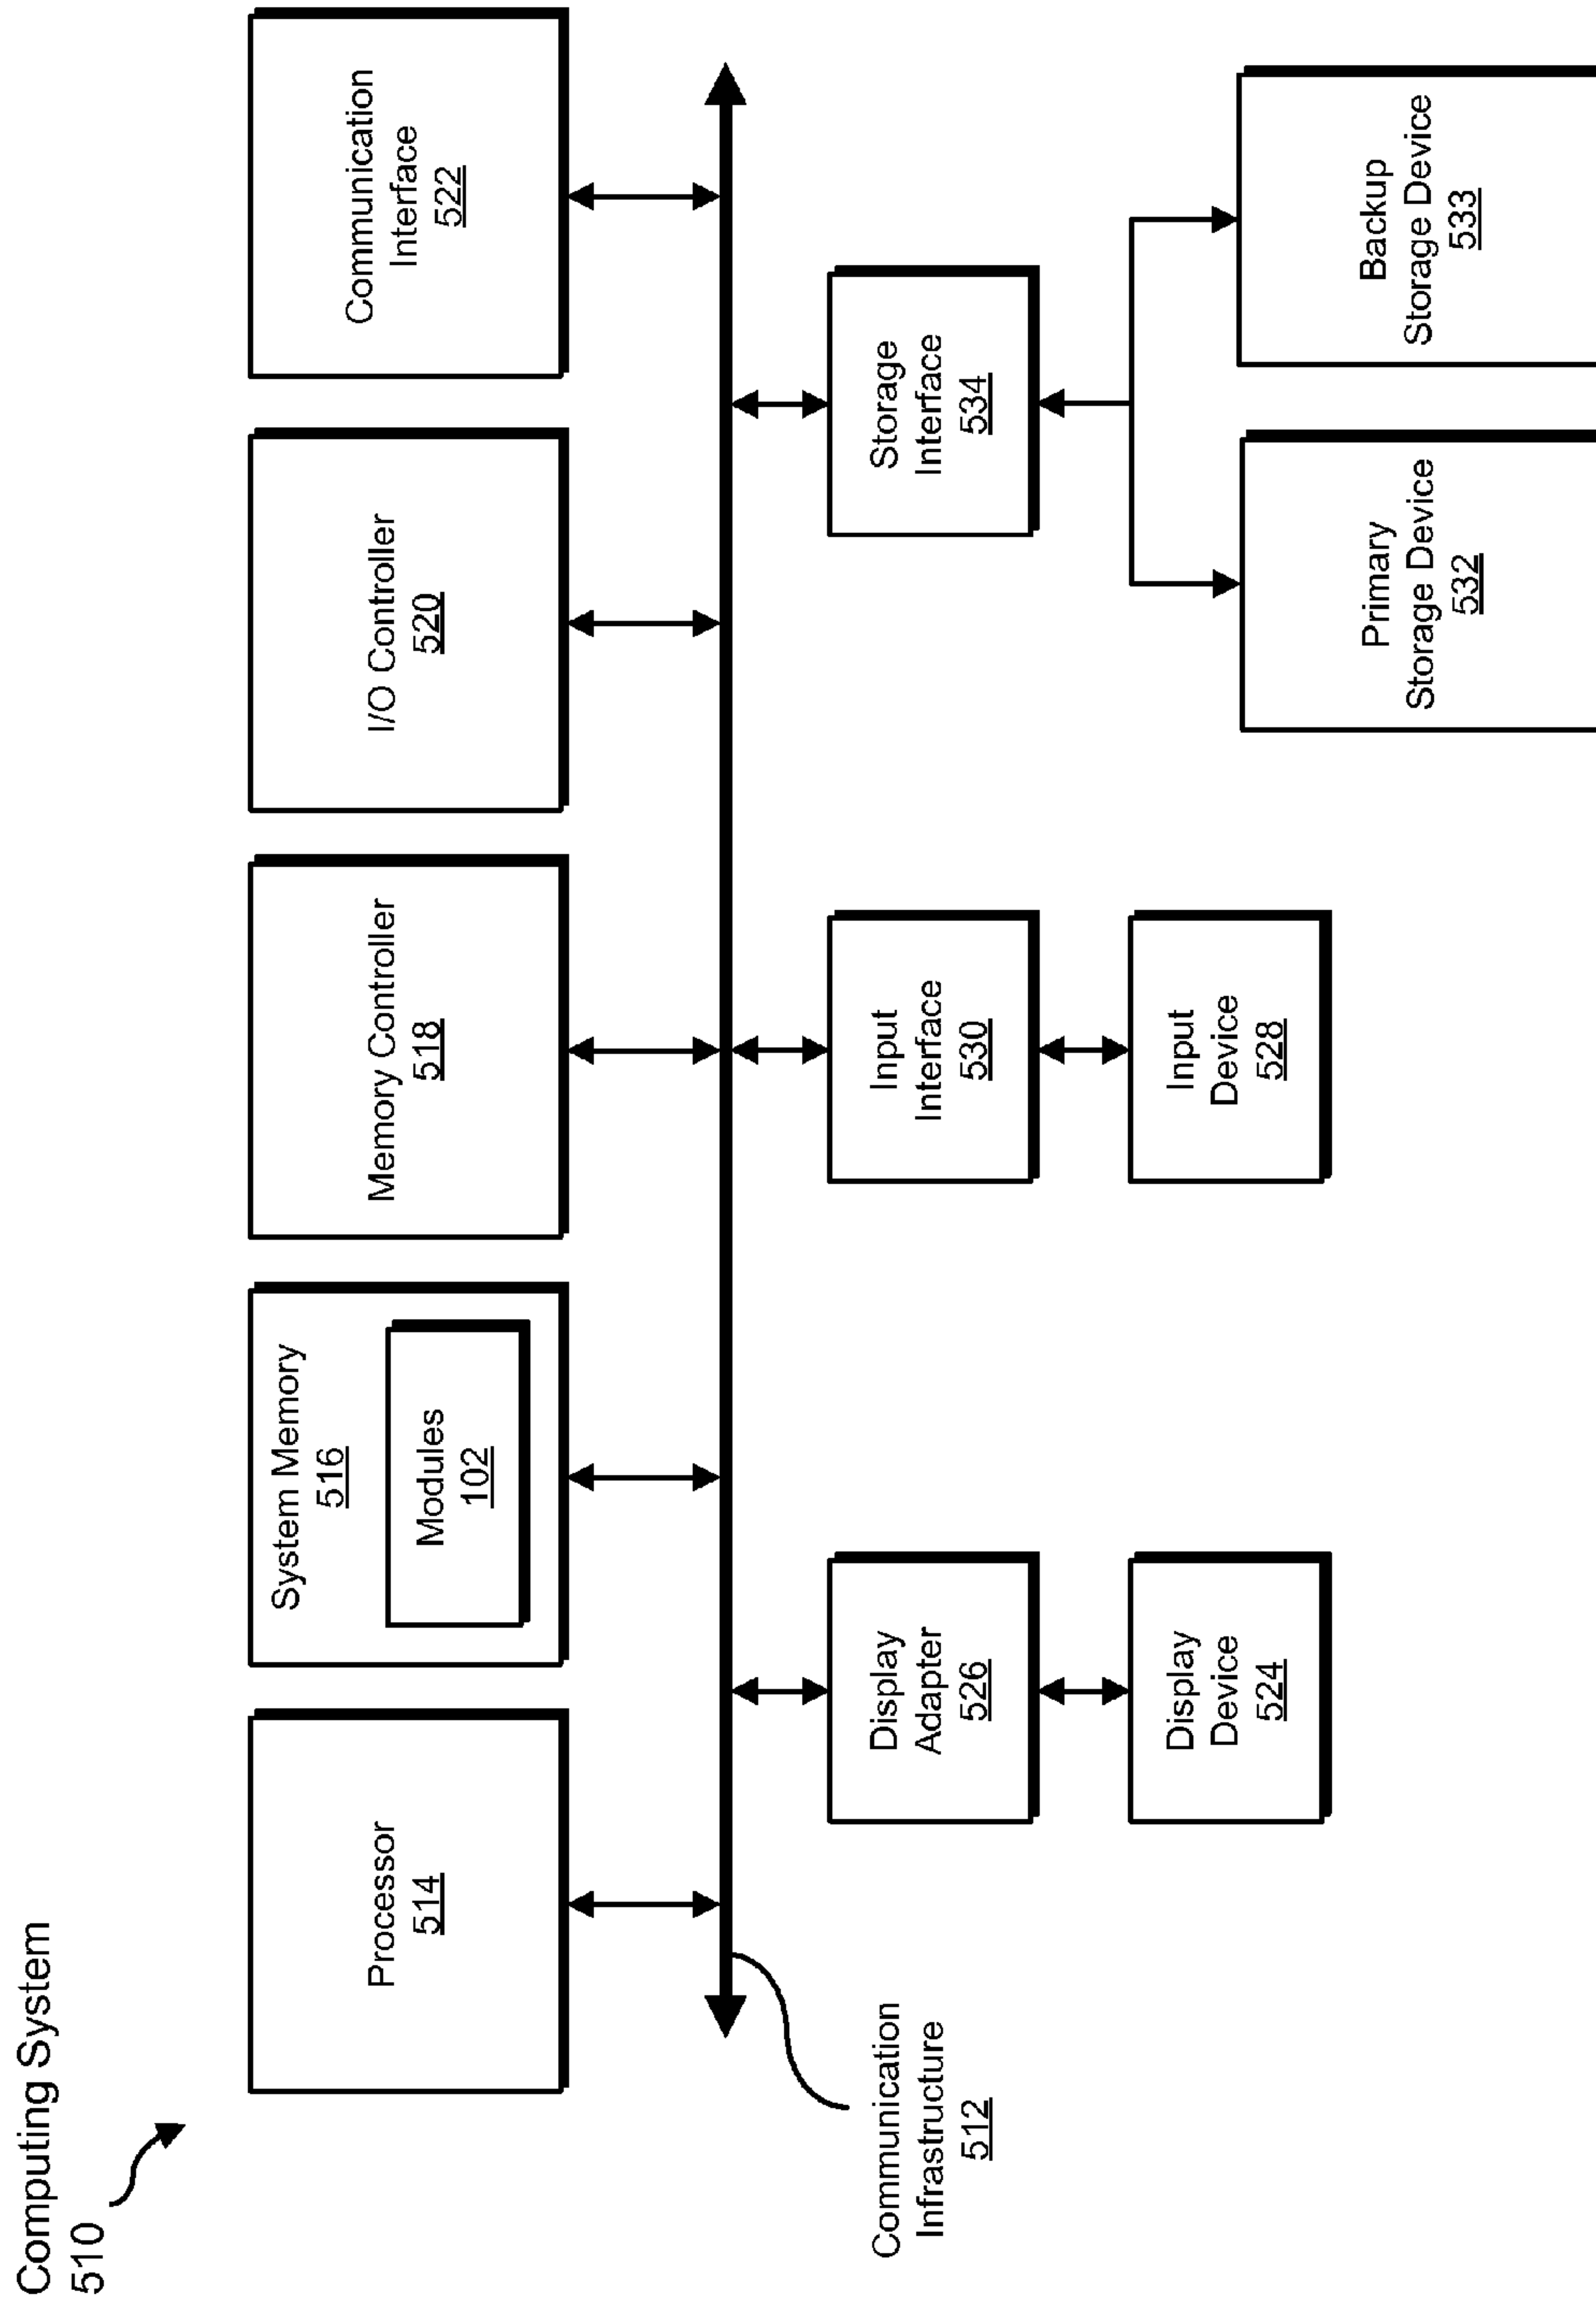 Computing System
510
Processor
514
System Memory
516
Modules
102
Memory Controller
518
I/O Controller
520
Communication
Interface
522
Communication
Infrastructure
512
Display
Adapter
526
Input
Interface
530
Storage
Interface
534
Display
Device
524
Input
Device
528
Primary
Storage Device
532
Backup
Storage Device
533